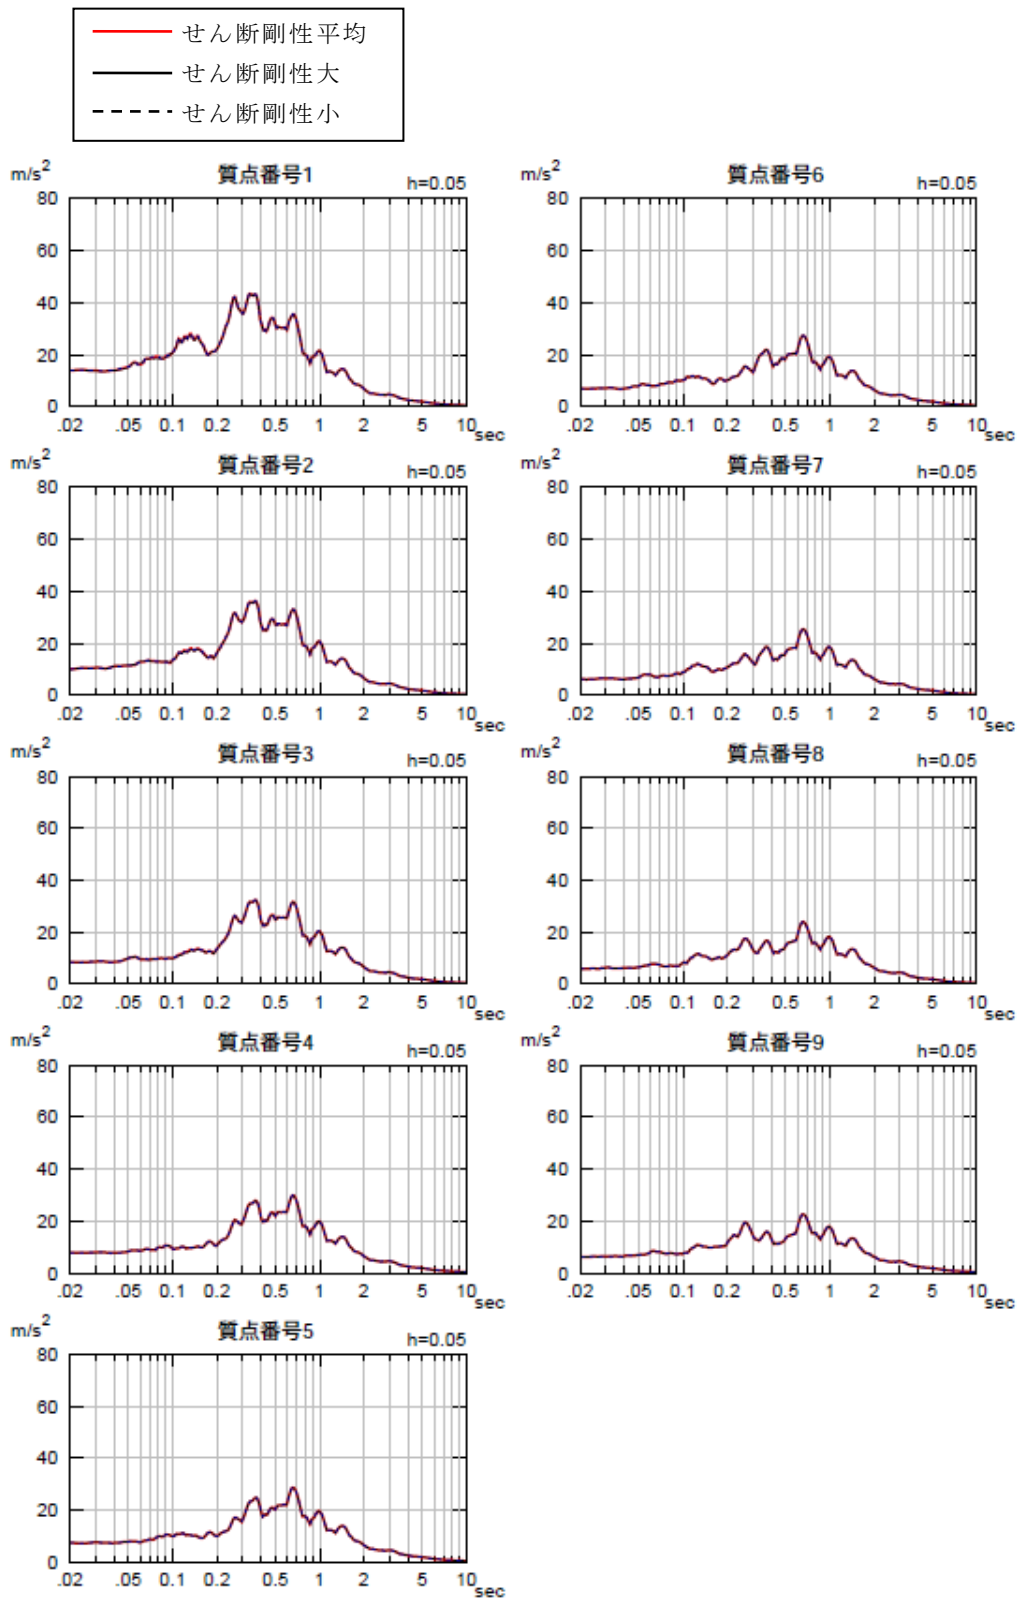 せん断剛性平均
せん断剛性大
せん断剛性小
m/s2 質点番号1 h=0.05
80
60
40
20
0
.02 .05 0.1 0.2 0.5 1 2 5 10 sec
m/s2 質点番号2 h=0.05
80
60
40
20
0
.02 .05 0.1 0.2 0.5 1 2 5 10 sec
m/s2 質点番号3 h=0.05
80
60
40
20
0
.02 .05 0.1 0.2 0.5 1 2 5 10 sec
m/s2 質点番号4 h=0.05
80
60
40
20
0
.02 .05 0.1 0.2 0.5 1 2 5 10 sec
m/s2 質点番号5 h=0.05
80
60
40
20
0
.02 .05 0.1 0.2 0.5 1 2 5 10 sec
m/s2 質点番号6 h=0.05
80
60
40
20
0
.02 .05 0.1 0.2 0.5 1 2 5 10 sec
m/s2 質点番号7 h=0.05
80
60
40
20
0
.02 .05 0.1 0.2 0.5 1 2 5 10 sec
m/s2 質点番号8 h=0.05
80
60
40
20
0
.02 .05 0.1 0.2 0.5 1 2 5 10 sec
m/s2 質点番号9 h=0.05
80
60
40
20
0
.02 .05 0.1 0.2 0.5 1 2 5 10 sec